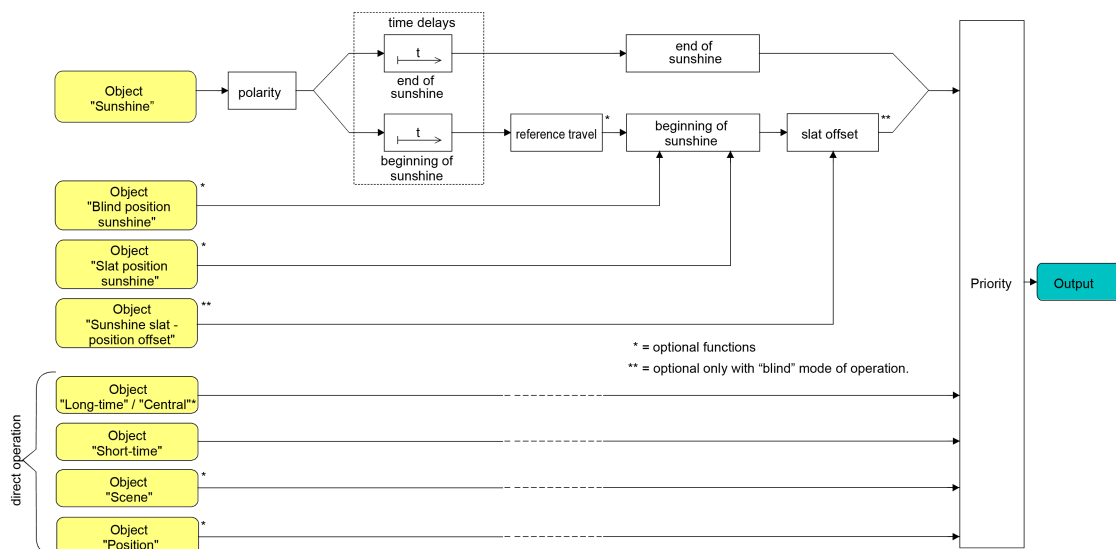 time delays
t
end of
sunshine
end of
sunshine
Object
"Sunshine"
polarity
t
beginning of
sunshine
reference travel
*
beginning of
sunshine
slat offset
**
Object
"Blind position
sunshine"
*
Object
"Slat position
sunshine"
*
Object
"Sunshine slat -
position offset"
**
Priority
Output
* = optional functions
** = optional only with “blind” mode of operation.
direct operation
Object
"Long-time" / "Central"*
Object
"Short-time"
Object
"Scene"
*
Object
"Position"
*